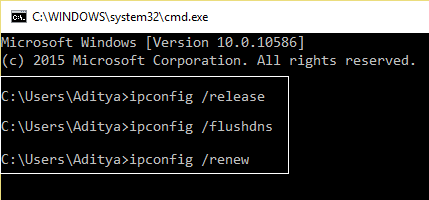 C:\WINDOWS\system32\cmd.exe
Microsoft Windows [Version 10.0.10586]
(c) 2015 Microsoft Corporation. All rights reserved.
C:\Users\Aditya>ipconfig /release
C:\Users\Aditya>ipconfig /flushdns
C:\Users\Aditya>ipconfig /renew